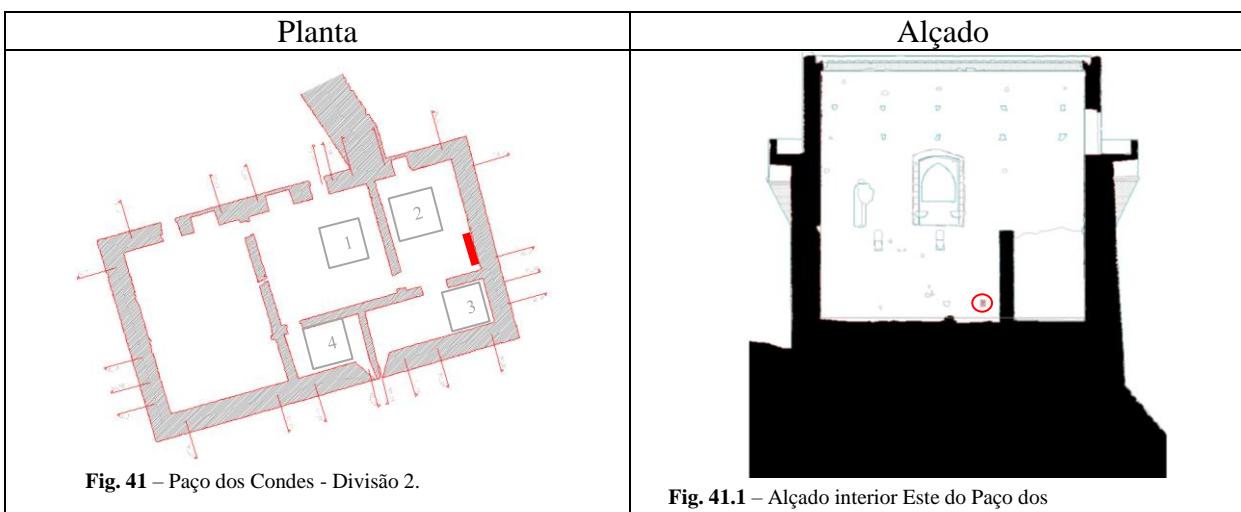 Planta
Alçado
1
2
3
4
Fig. 41 – Paço dos Condes - Divisão 2.
Fig. 41.1 – Alçado interior Este do Paço dos